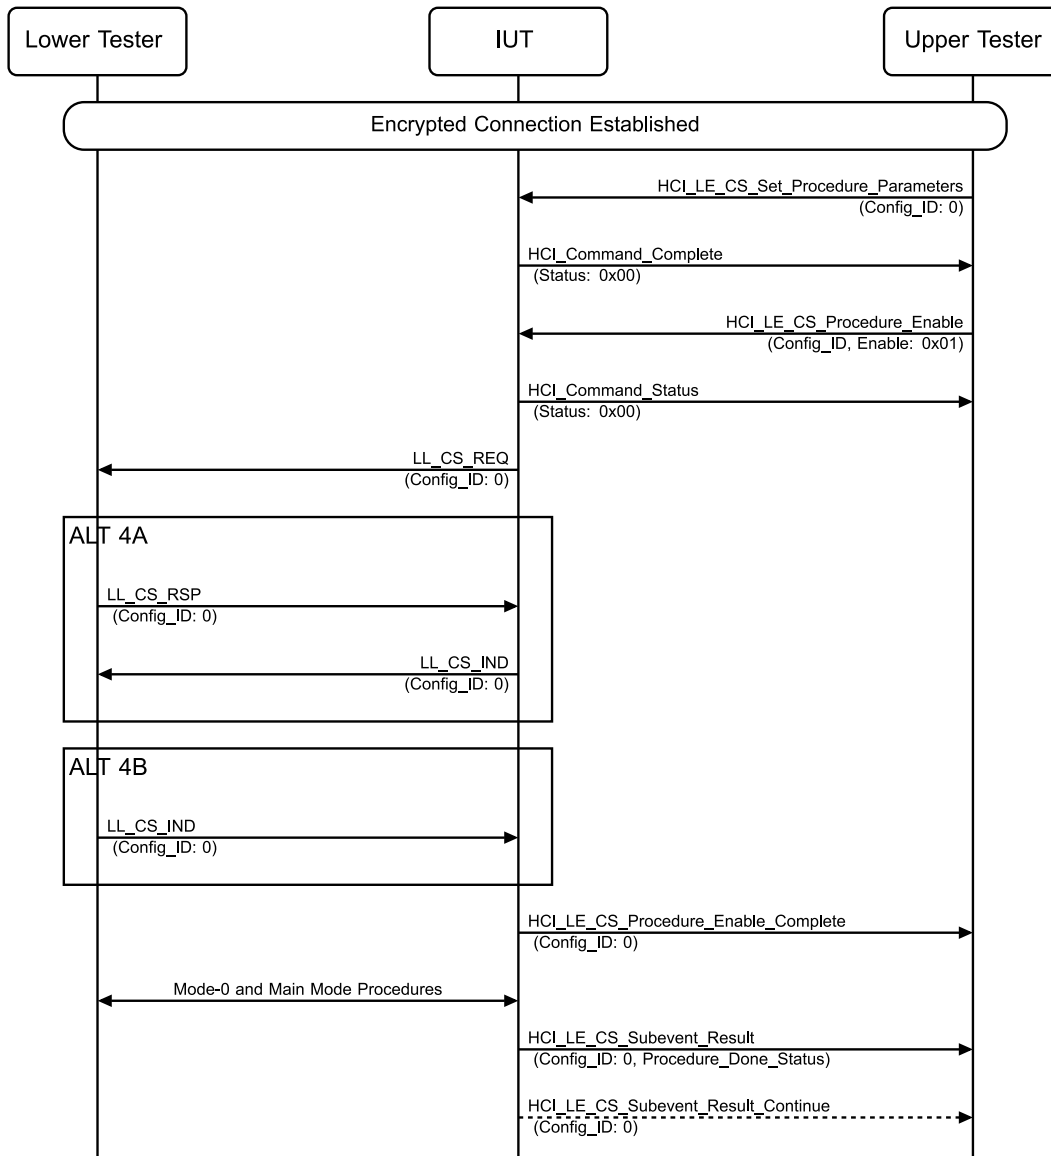 Lower Tester
IUT
Upper Tester
Encrypted Connection Established
HCI_LE_CS_Set_Procedure_Parameters
(Config_ID: 0)
HCI_Command_Complete
(Status: 0x00)
HCI_LE_CS_Procedure_Enable
(Config_ID, Enable: 0x01)
HCI_Command_Status
(Status: 0x00)
LL_CS_REQ
(Config_ID: 0)
ALT 4A
LL_CS_RSP
(Config_ID: 0)
LL_CS_IND
(Config_ID: 0)
ALT 4B
LL_CS_IND
(Config_ID: 0)
HCI_LE_CS_Procedure_Enable_Complete
(Config_ID: 0)
Mode-0 and Main Mode Procedures
HCI_LE_CS_Subevent_Result
(Config_ID: 0, Procedure_Done_Status)
HCI_LE_CS_Subevent_Result_Continue
(Config_ID: 0)